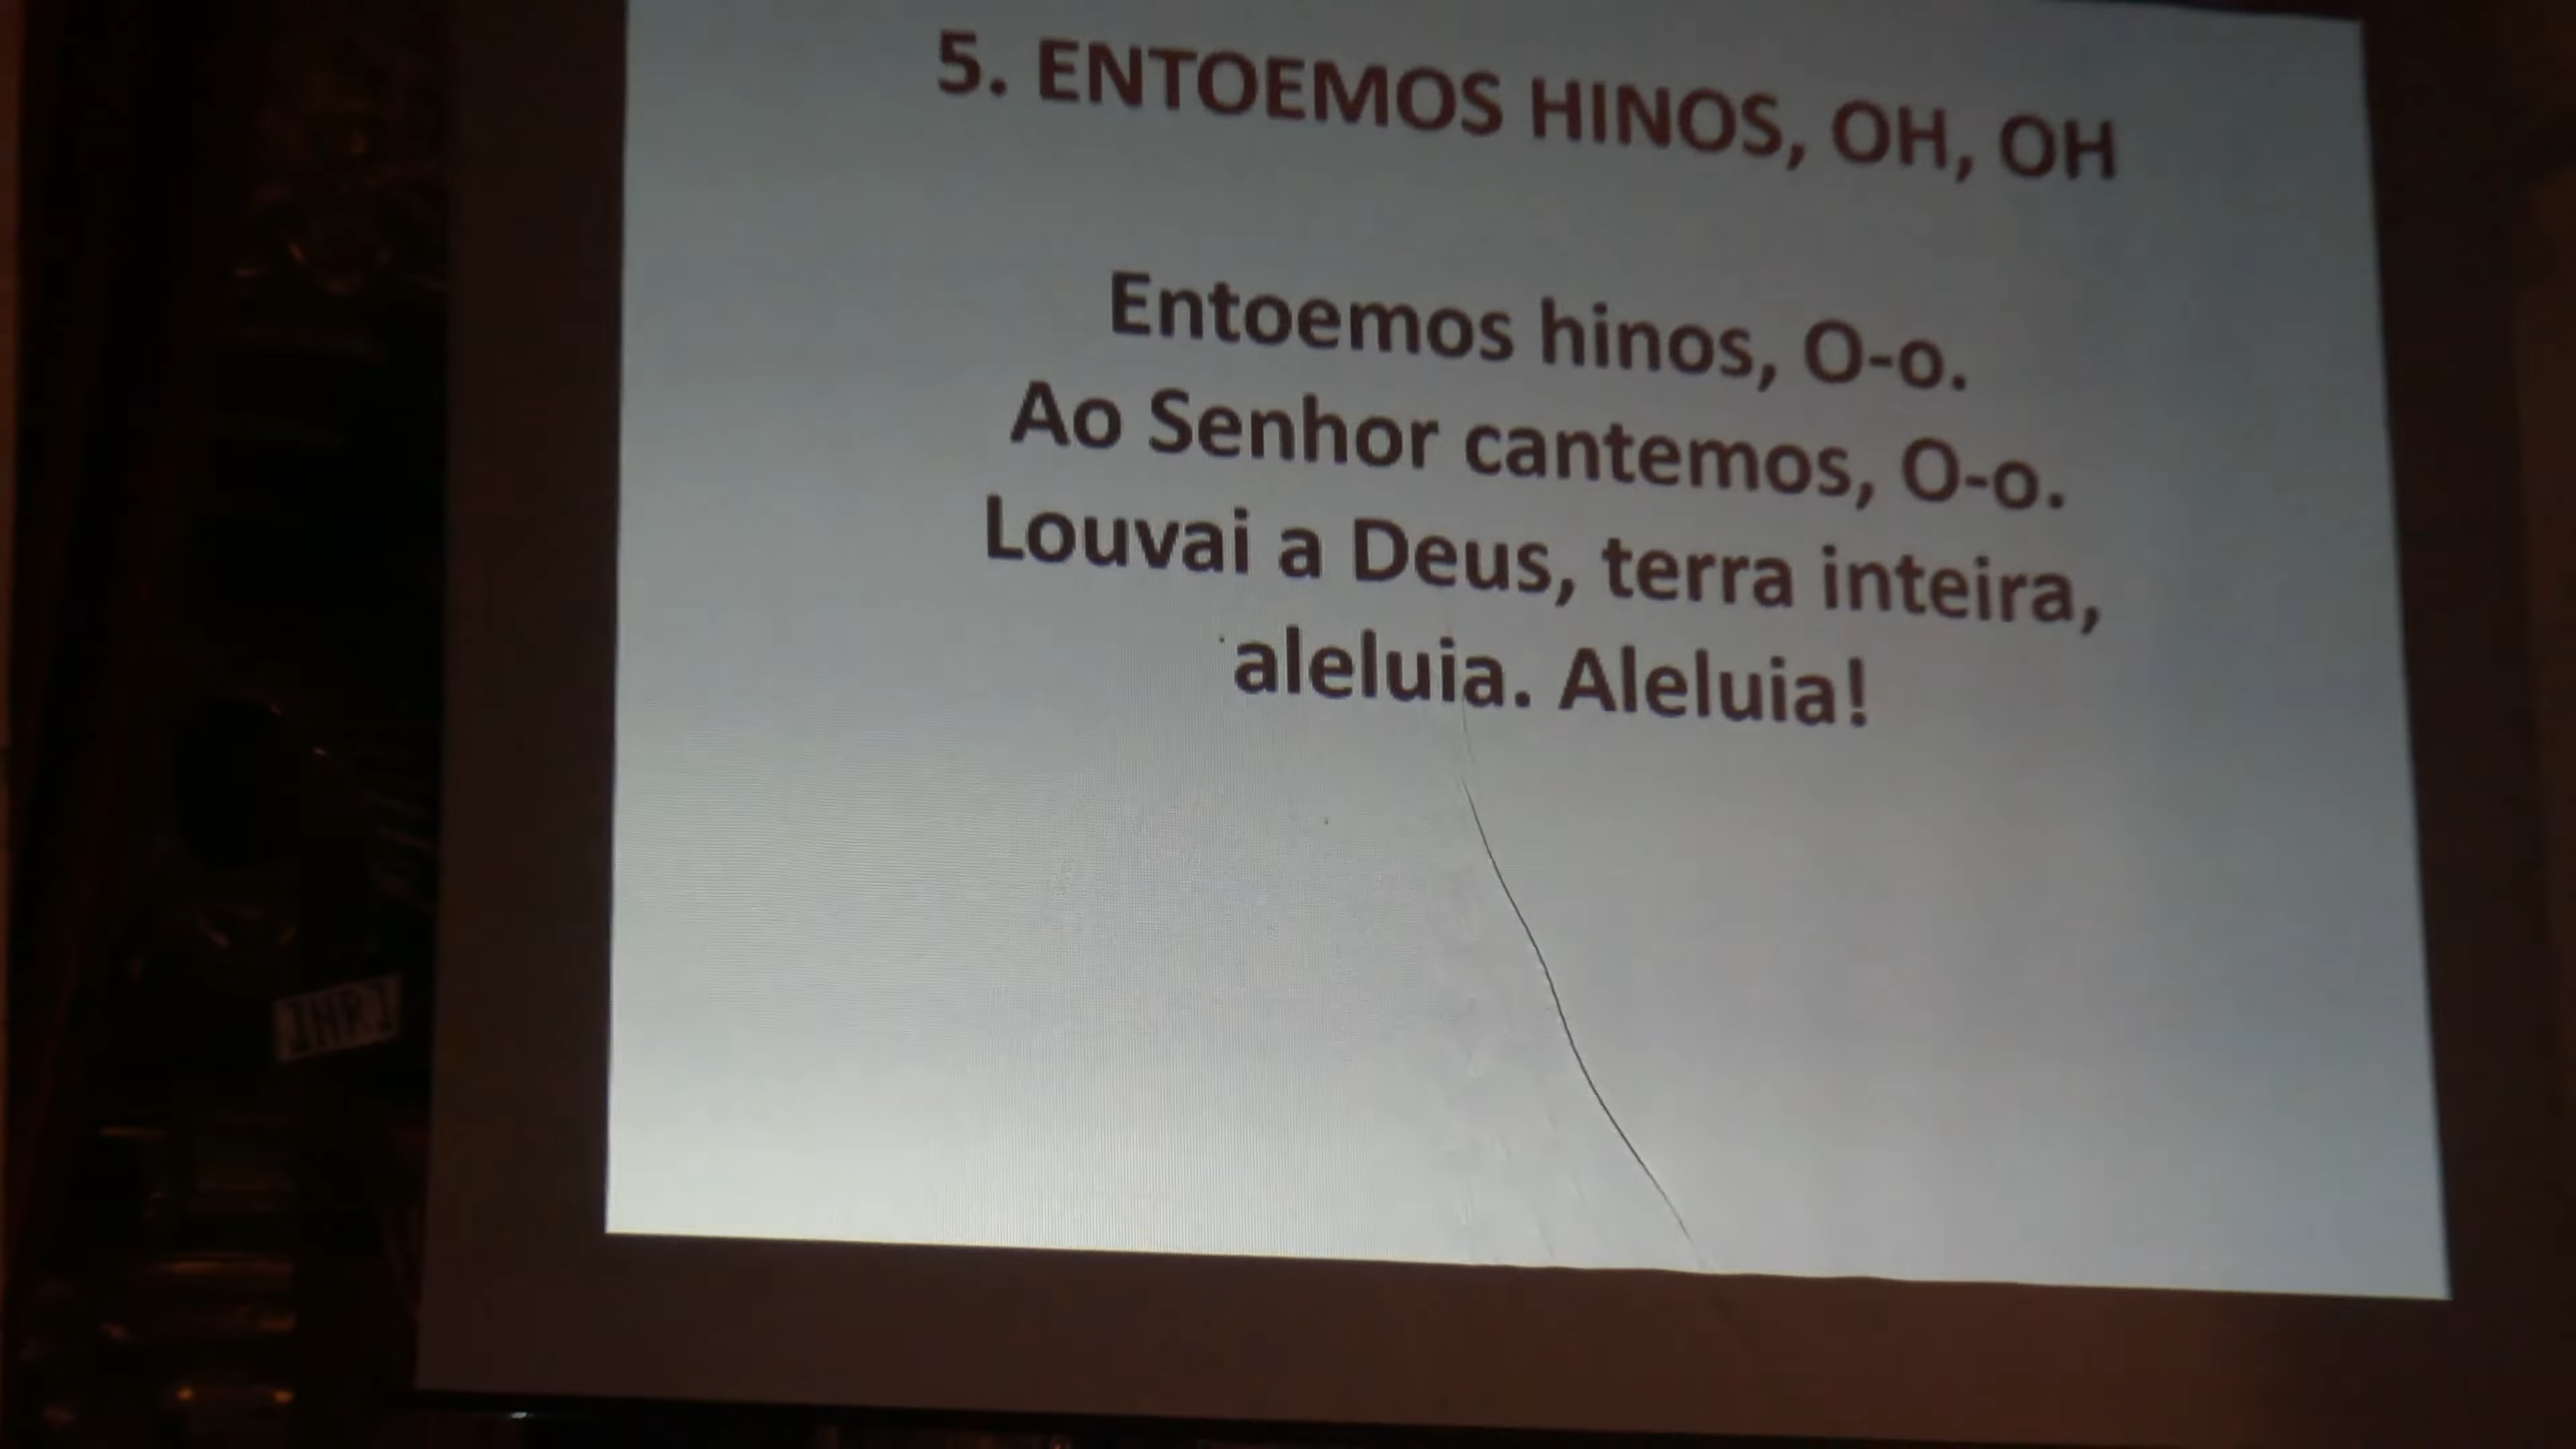 5. ENTOEMOS HINOS, OH, OH
Entoemos hinos, O-o.
Ao Senhor cantemos, O-o.
Louvai a Deus, terra inteira,
aleluia. Aleluia!